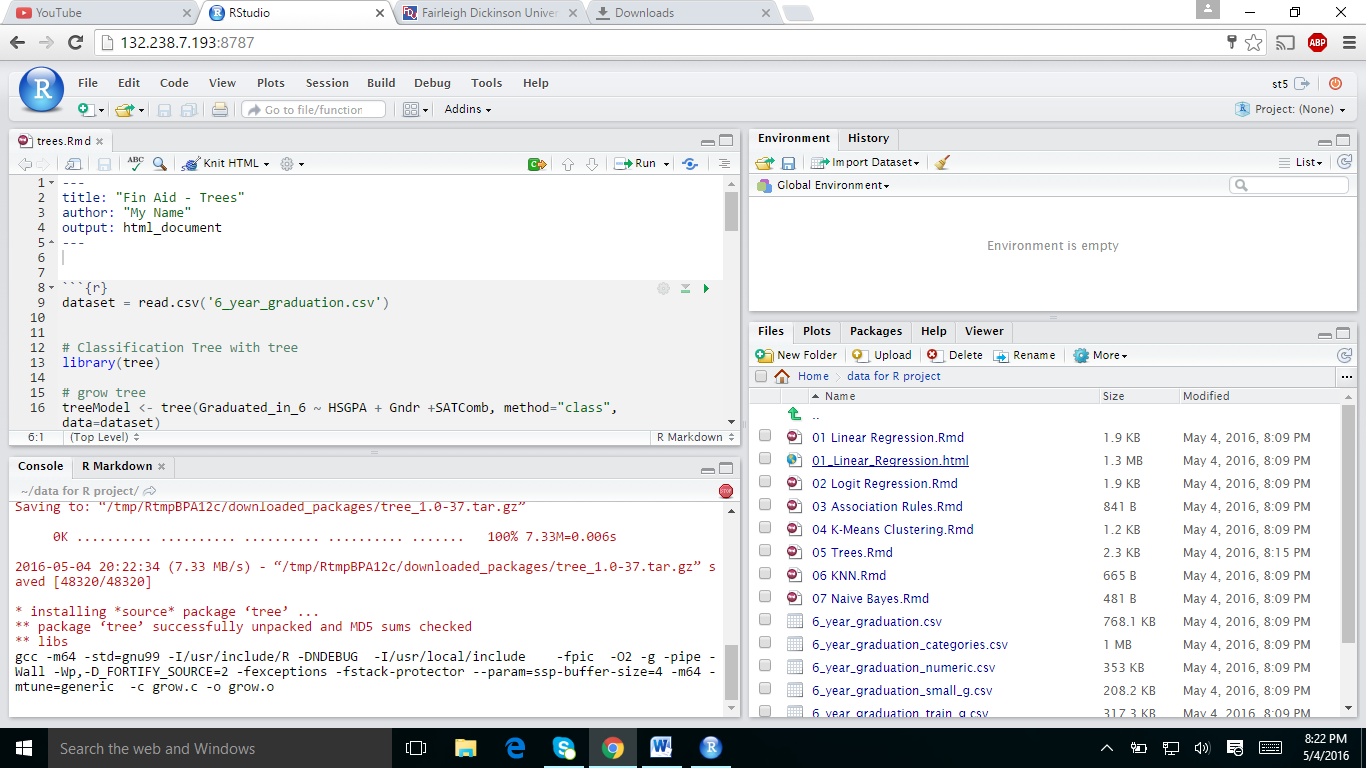 YouTube
RStudio
Fairleigh Dickinson Univer
Downloads
132.238.7.193:8787
ABP
R
File Edit Code View Plots Session Build Debug Tools Help
st5
Go to file/function
Addins
Project: (None)
trees.Rmd
ABC
Knit HTML
Run
1 ---
2 title: "Fin Aid - Trees"
3 author: "My Name"
4 output: html_document
5 ---
6
7
8 ```{r}
9 dataset = read.csv('6_year_graduation.csv')
10
11
12 # Classification Tree with tree
13 library(tree)
14
15 # grow tree
16 treeModel <- tree(Graduated_in_6 ~ HSGPA + Gndr +SATComb, method="class",
data=dataset)
6:1 (Top Level)
R Markdown
Console R Markdown
~/data for R project/
STOP
Saving to: “/tmp/RtmpBPA12c/downloaded_packages/tree_1.0-37.tar.gz”
0K .......... .......... .......... .......... ....... 100% 7.33M=0.006s
2016-05-04 20:22:34 (7.33 MB/s) - “/tmp/RtmpBPA12c/downloaded_packages/tree_1.0-37.tar.gz” s
aved [48320/48320]
* installing *source* package ‘tree’ ...
** package ‘tree’ successfully unpacked and MD5 sums checked
** libs
gcc -m64 -std=gnu99 -I/usr/include/R -DNDEBUG -I/usr/local/include -fpic -O2 -g -pipe -
Wall -Wp,-D_FORTIFY_SOURCE=2 -fexceptions -fstack-protector --param=ssp-buffer-size=4 -m64 -
mtune=generic -c grow.c -o grow.o
Environment History
Import Dataset
List
Global Environment
Environment is empty
Files Plots Packages Help Viewer
New Folder Upload Delete Rename More
Home data for R project ...
Name Size Modified
..
01 Linear Regression.Rmd 1.9 KB May 4, 2016, 8:09 PM
01_Linear_Regression.html 1.3 MB May 4, 2016, 8:09 PM
02 Logit Regression.Rmd 1.9 KB May 4, 2016, 8:09 PM
03 Association Rules.Rmd 841 B May 4, 2016, 8:09 PM
04 K-Means Clustering.Rmd 1.2 KB May 4, 2016, 8:09 PM
05 Trees.Rmd 2.3 KB May 4, 2016, 8:15 PM
06 KNN.Rmd 665 B May 4, 2016, 8:09 PM
07 Naive Bayes.Rmd 481 B May 4, 2016, 8:09 PM
6_year_graduation.csv 768.1 KB May 4, 2016, 8:09 PM
6_year_graduation_categories.csv 1 MB May 4, 2016, 8:09 PM
6_year_graduation_numeric.csv 353 KB May 4, 2016, 8:09 PM
6_year_graduation_small_g.csv 208.2 KB May 4, 2016, 8:09 PM
6_year_graduation_train_g.csv 317.3 KB May 4, 2016, 8:09 PM
Search the web and Windows
8:22 PM
5/4/2016